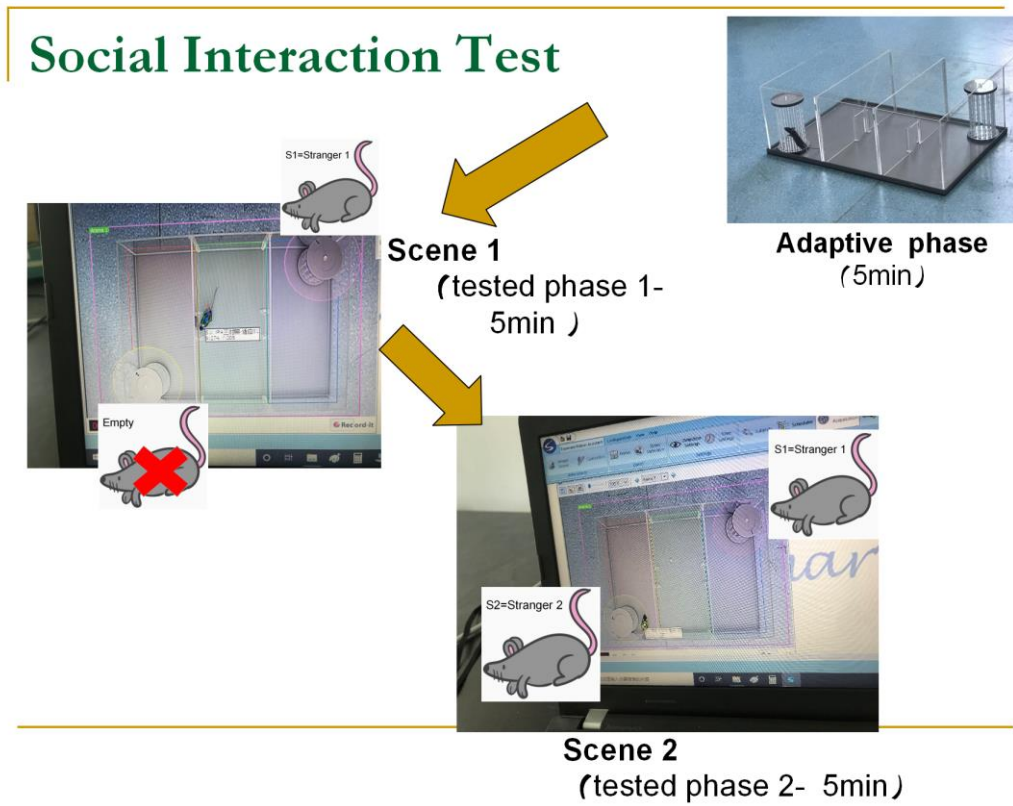 Social Interaction Test
S1=Stranger 1
Scene 1
(tested phase 1-
5min )
Adaptive phase
(5min)
Empty
Record-It
S1=Stranger 1
S2=Stranger 2
Scene 2
(tested phase 2- 5min)